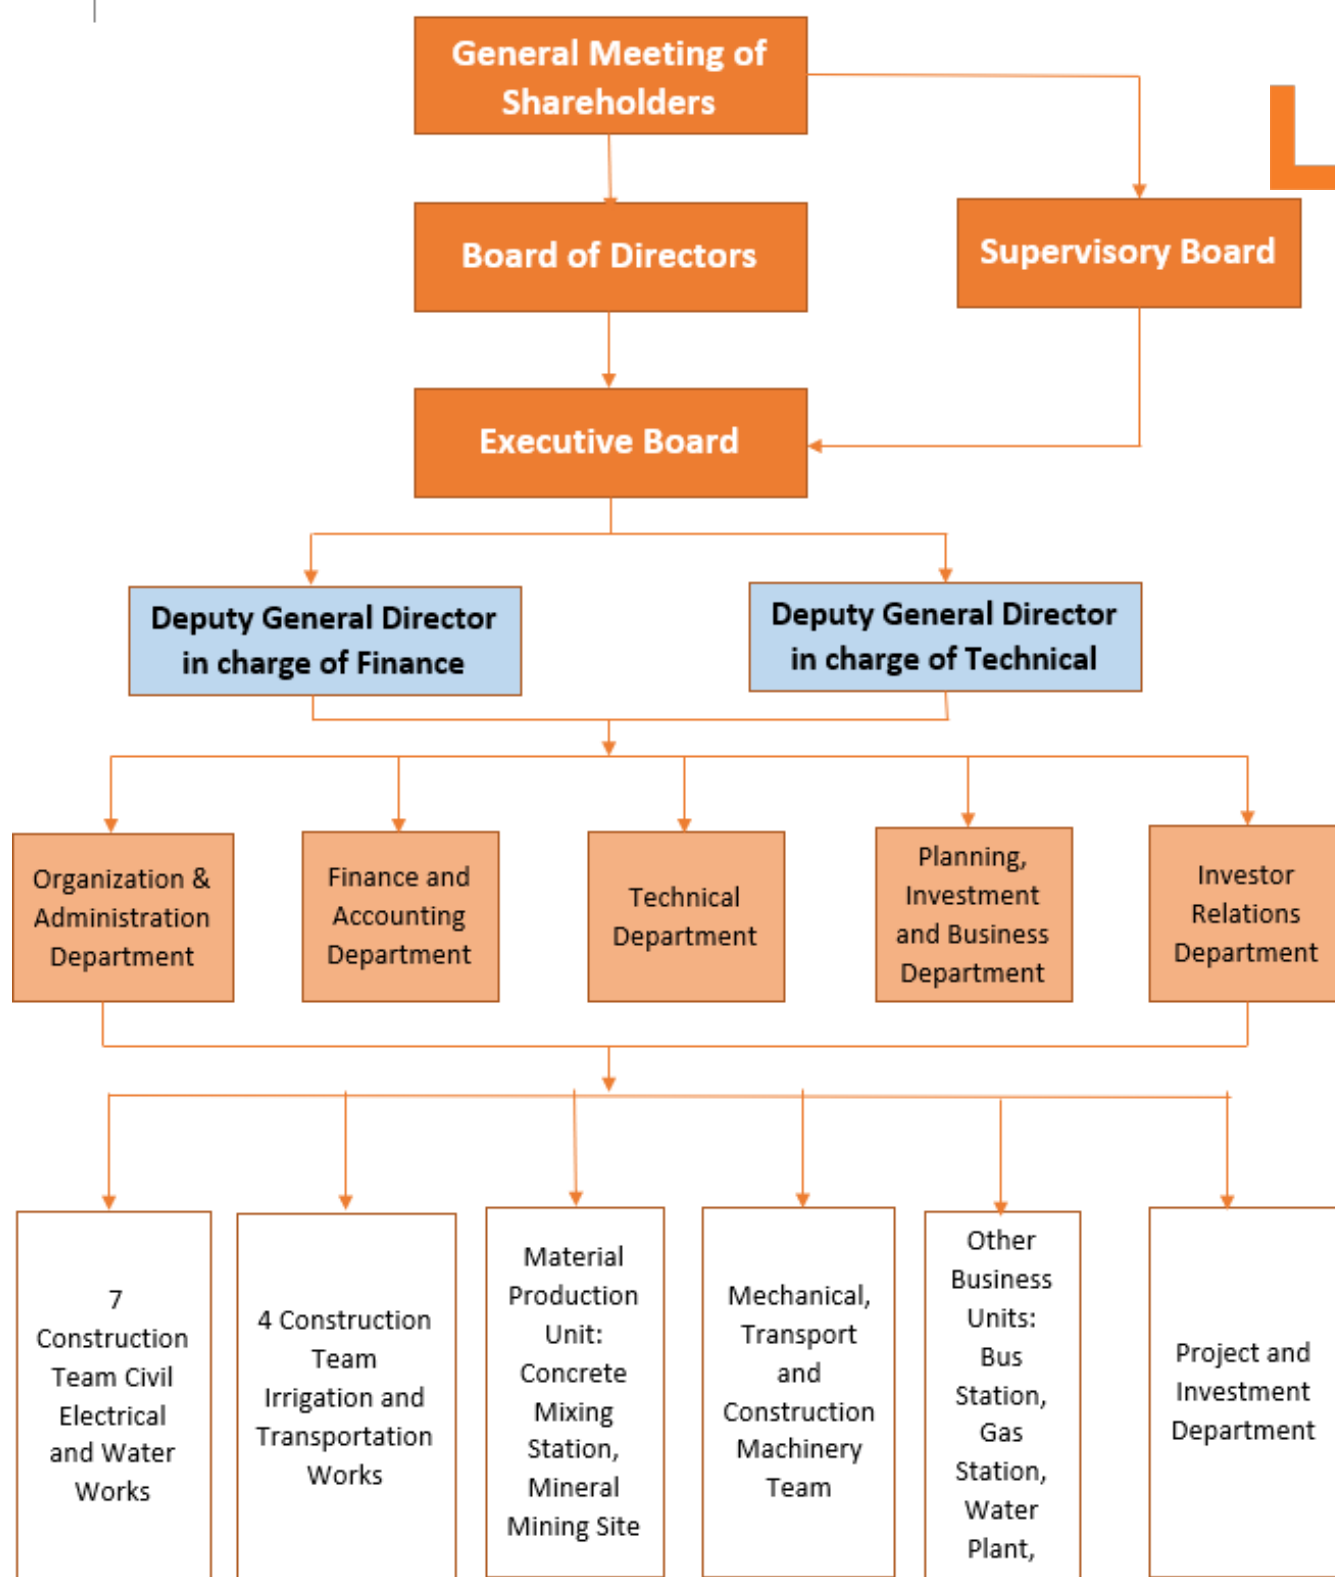 General Meeting of
Shareholders
Board of Directors
Supervisory Board
Executive Board
Deputy General Director
in charge of Finance
Deputy General Director
in charge of Technical
Organization &
Administration
Department
Finance and
Accounting
Department
Technical
Department
Planning,
Investment
and Business
Department
Investor
Relations
Department
7
Construction
Team Civil
Electrical
and Water
Works
4 Construction
Team
Irrigation and
Transportation
Works
Material
Production
Unit:
Concrete
Mixing
Station,
Mineral
Mining Site
Mechanical,
Transport
and
Construction
Machinery
Team
Other
Business
Units:
Bus
Station,
Gas
Station,
Water
Plant,
Project and
Investment
Department